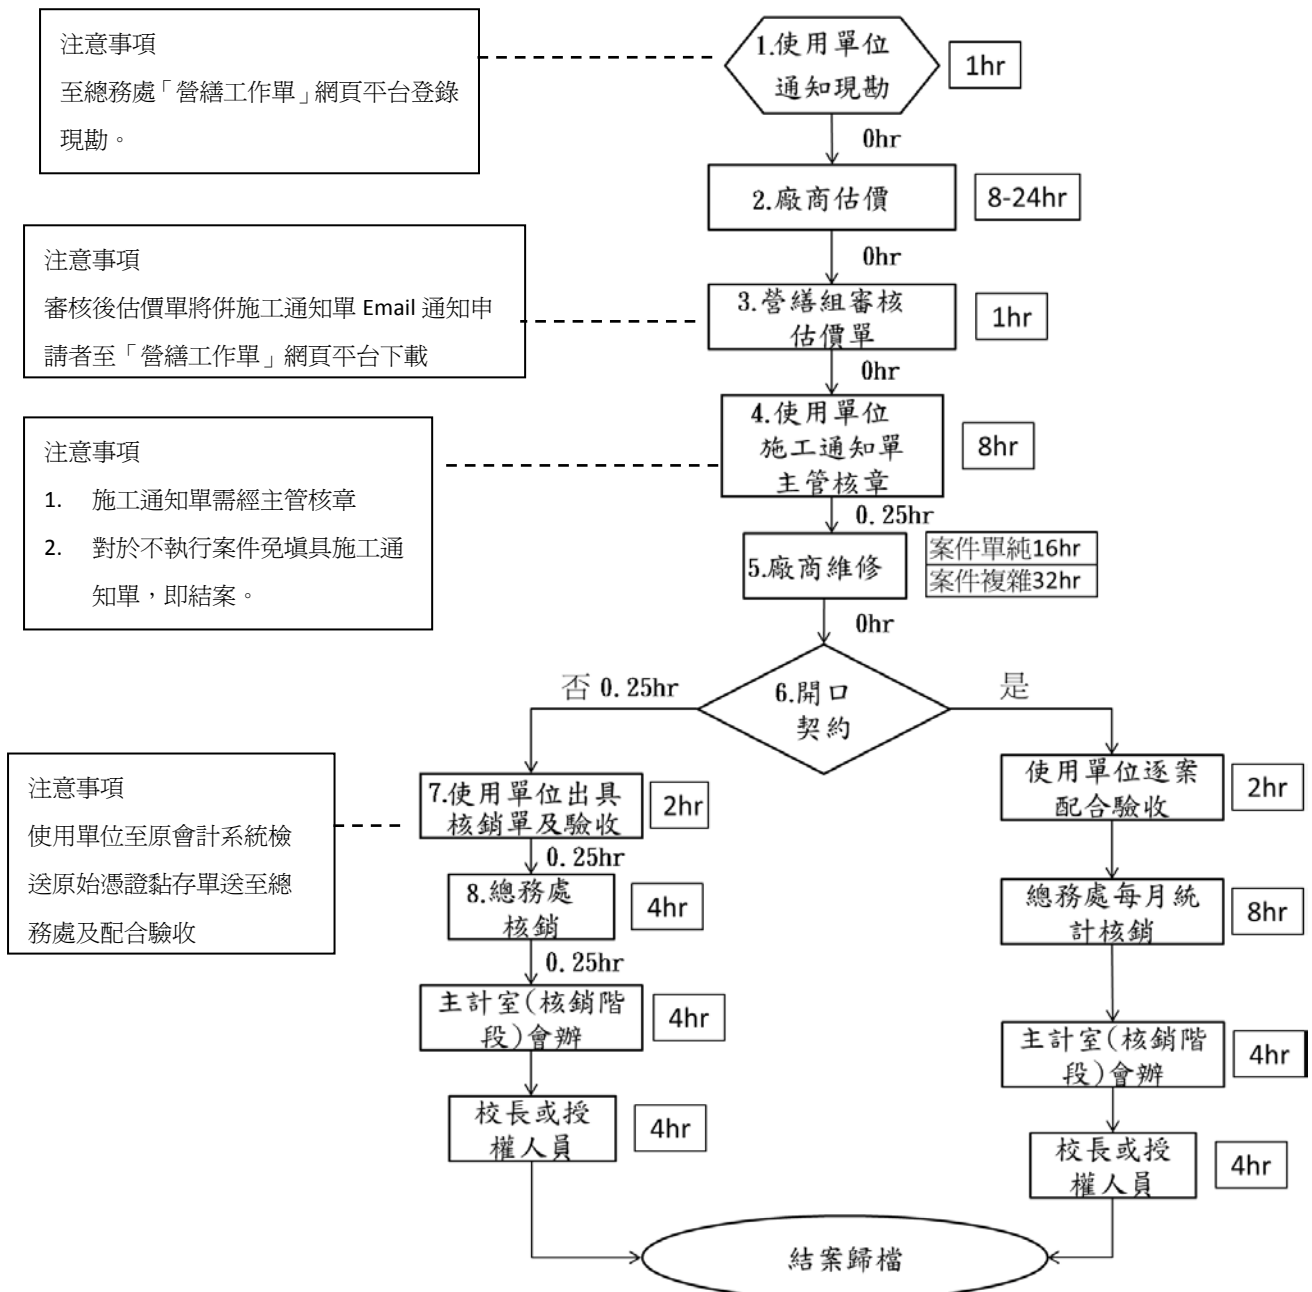 注意事項
至總務處「營繕工作單」網頁平台登錄
現勘。
1.使用單位
通知現勘
1hr
0hr
2.廠商估價
8-24hr
0hr
注意事項
審核後估價單將併施工通知單 Email 通知申
請者至「營繕工作單」網頁平台下載
3.營繕組審核
估價單
1hr
0hr
注意事項
1. 施工通知單需經主管核章
2. 對於不執行案件免填具施工通
知單，即結案。
4.使用單位
施工通知單
主管核章
8hr
0.25hr
5.廠商維修
案件單純16hr
案件複雜32hr
0hr
6.開口
契約
否 0.25hr
是
注意事項
使用單位至原會計系統檢
送原始憑證黏存單送至總
務處及配合驗收
7.使用單位出具
核銷單及驗收
2hr
0.25hr
8.總務處
核銷
4hr
0.25hr
主計室(核銷階
段)會辦
4hr
校長或授
權人員
4hr
使用單位逐案
配合驗收
2hr
總務處每月統
計核銷
8hr
主計室(核銷階
段)會辦
4hr
校長或授
權人員
4hr
結案歸檔